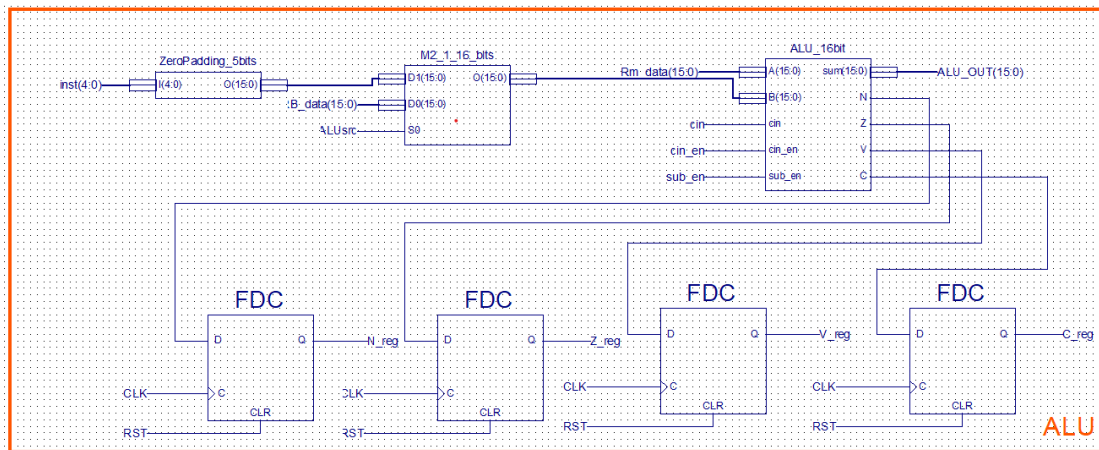 ZeroPadding_5bits
inst(4:0)
I(4:0)
O(15:0)
M2_1_16_bits
D1(15:0)
O(15:0)
B_data(15:0)
D0(15:0)
ALUsrc
S0
ALU_16bit
Rm_data(15:0)
A(15:0)
sum(15:0)
ALU_OUT(15:0)
B(15:0)
N
cin
cin
Z
cin_en
cin_en
V
sub_en
sub_en
C
FDC
D
Q
N_reg
CLK
C
CLR
RST
FDC
D
Q
Z_reg
CLK
C
CLR
RST
FDC
D
Q
V_reg
CLK
C
CLR
RST
FDC
D
Q
C_reg
CLK
C
CLR
RST
ALU